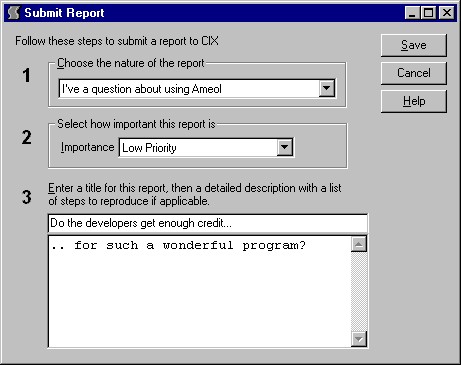 Submit Report
Follow these steps to submit a report to CIX
Save
1
Choose the nature of the report
I've a question about using Ameol
Cancel
Help
2
Select how important this report is
Importance
Low Priority
3
Enter a title for this report, then a detailed description with a list
of steps to reproduce if applicable.
Do the developers get enough credit...
.. for such a wonderful program?